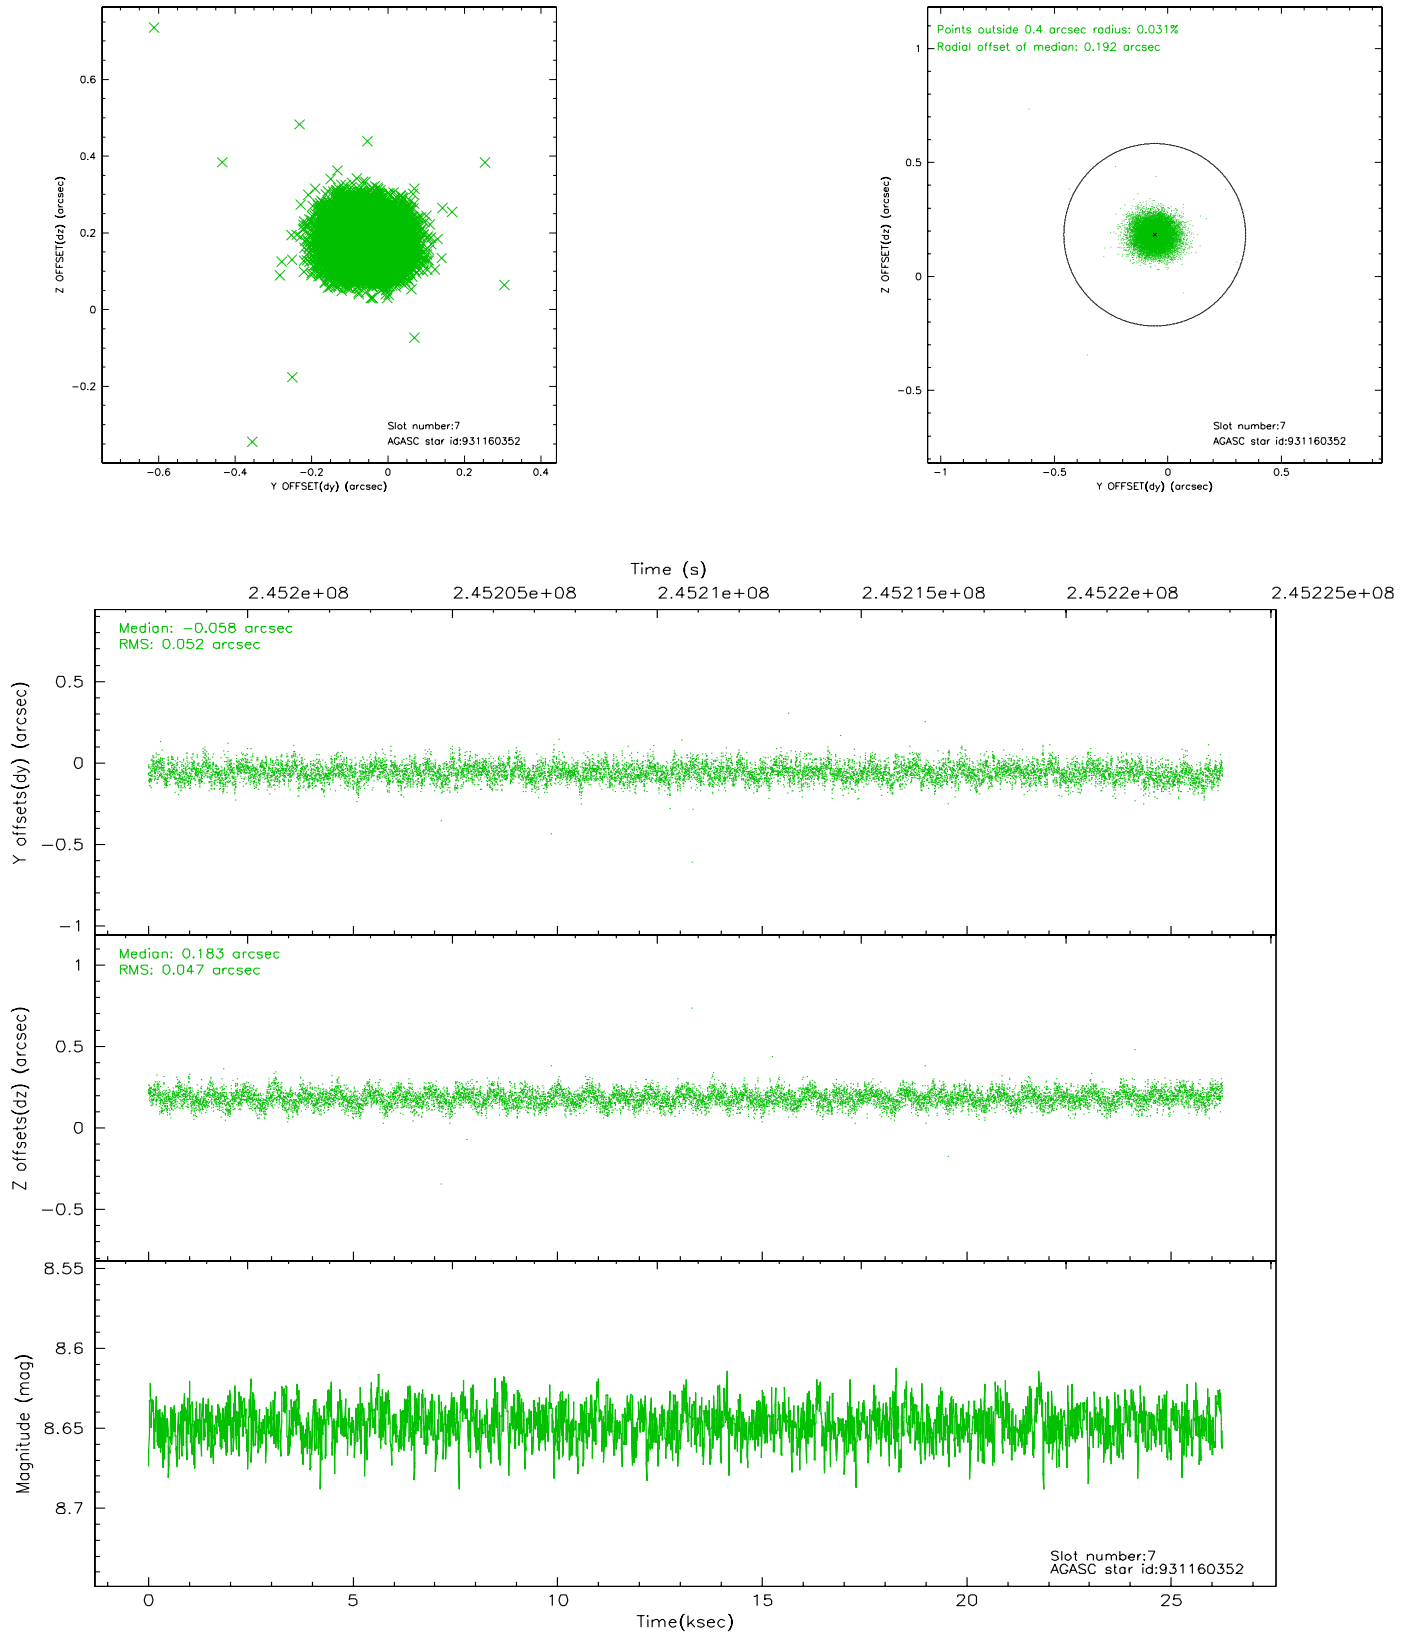 0.6
0.4
0.2
0
−0.2
Z OFFSET(dz) (arcsec)
Slot number:7
AGASC star id:931160352
−0.6 −0.4 −0.2 0 0.2 0.4
Y OFFSET(dy) (arcsec)
Points outside 0.4 arcsec radius: 0.031%
Radial offset of median: 0.192 arcsec
1
0.5
0
−0.5
Z OFFSET(dz) (arcsec)
Slot number:7
AGASC star id:931160352
−1 −0.5 0 0.5
Y OFFSET(dy) (arcsec)
Time (s)
2.452e+08 2.45205e+08 2.4521e+08 2.45215e+08 2.4522e+08 2.45225e+08
Median: −0.058 arcsec
RMS: 0.052 arcsec
0.5
0
−0.5
−1
Y offsets(dy) (arcsec)
Median: 0.183 arcsec
RMS: 0.047 arcsec
1
0.5
0
−0.5
Z offsets(dz) (arcsec)
8.55
8.6
8.65
8.7
Magnitude (mag)
Slot number:7
AGASC star id:931160352
0 5 10 15 20 25
Time(ksec)